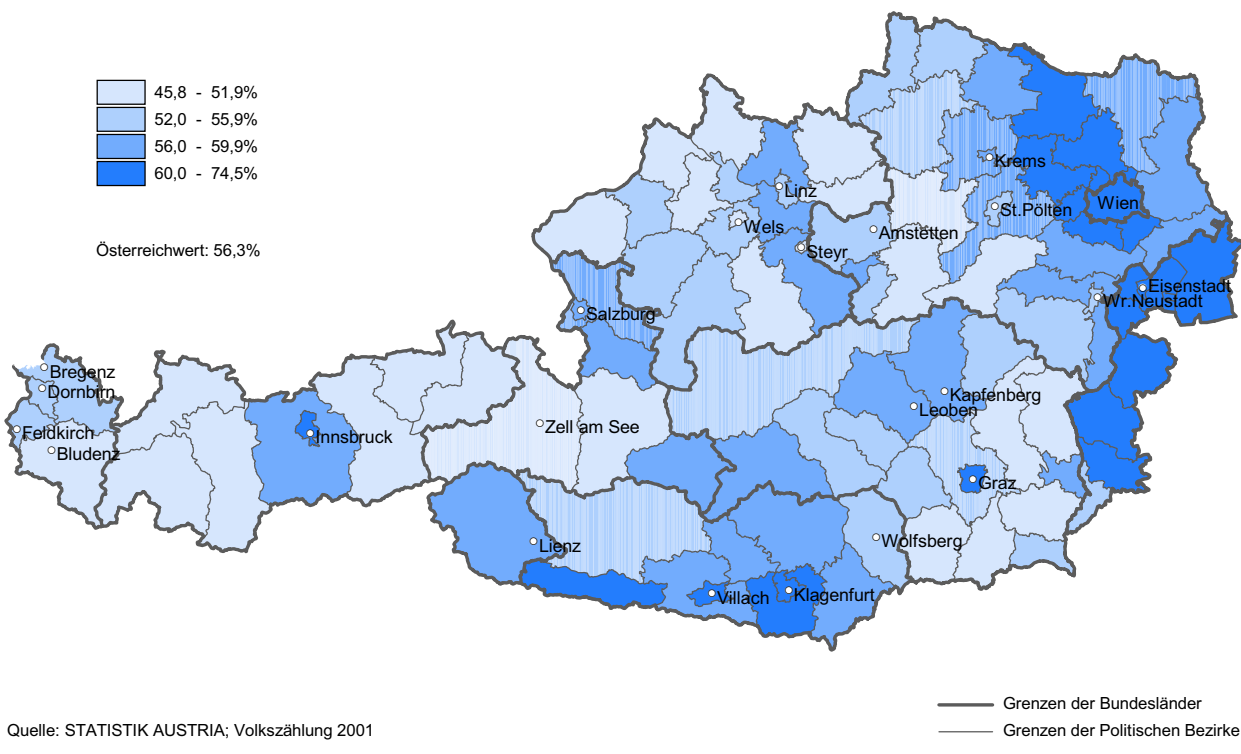 45,8 - 51,9%
52,0 - 55,9%
56,0 - 59,9%
60,0 - 74,5%
Österreichwert: 56,3%
Krems
Linz
Wien
St.Pölten
Wels
Amstetten
Steyr
Eisenstadt
Wr.Neustadt
Salzburg
Bregenz
Dornbirn
Kapfenberg
Leoben
Feldkirch
Innsbruck
Zell am See
Bludenz
Graz
Lienz
Wolfsberg
Villach
Klagenfurt
Grenzen der Bundesländer
Quelle: STATISTIK AUSTRIA; Volkszählung 2001
Grenzen der Politischen Bezirke